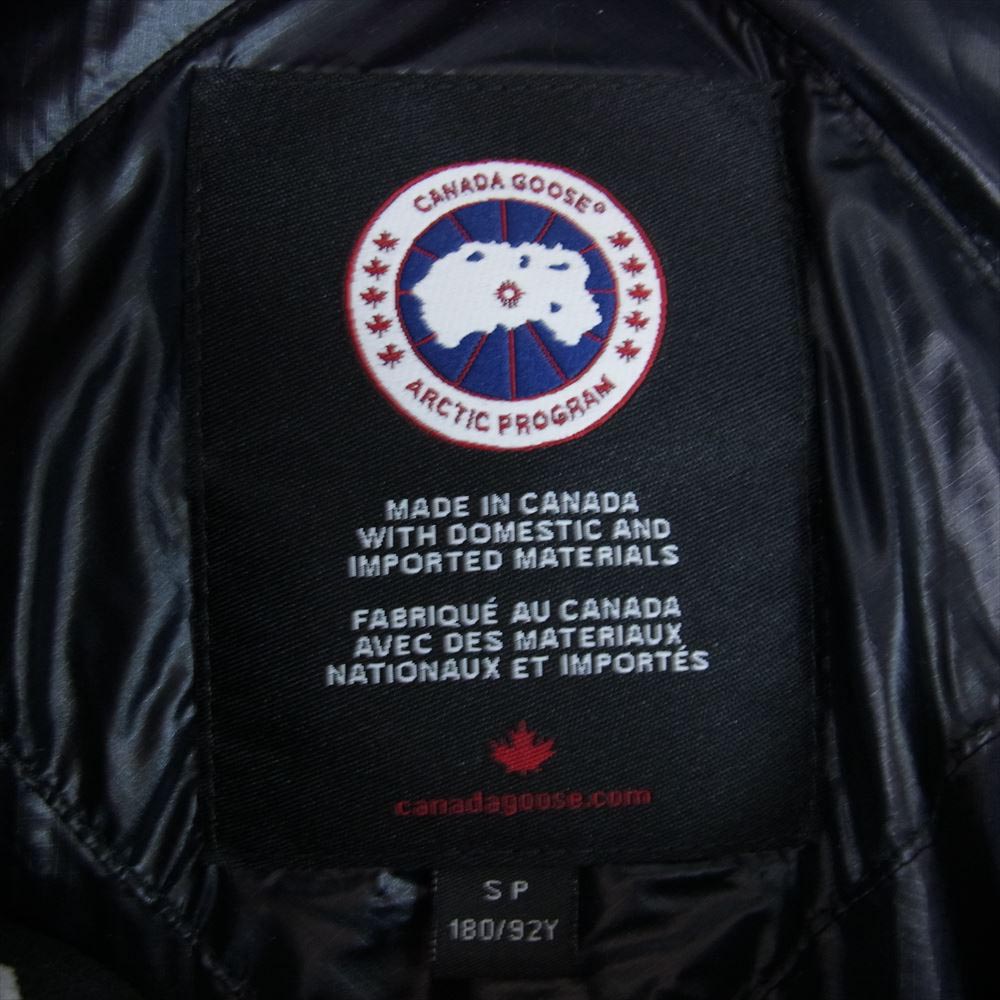 CANADA GOOSE®
ARCTIC PROGRAM
MADE IN CANADA
WITH DOMESTIC AND
IMPORTED MATERIALS
FABRIQUÉ AU CANADA
AVEC DES MATERIAUX
NATIONAUX ET IMPORTÉS
canadagoose.com
S P
180/92Y